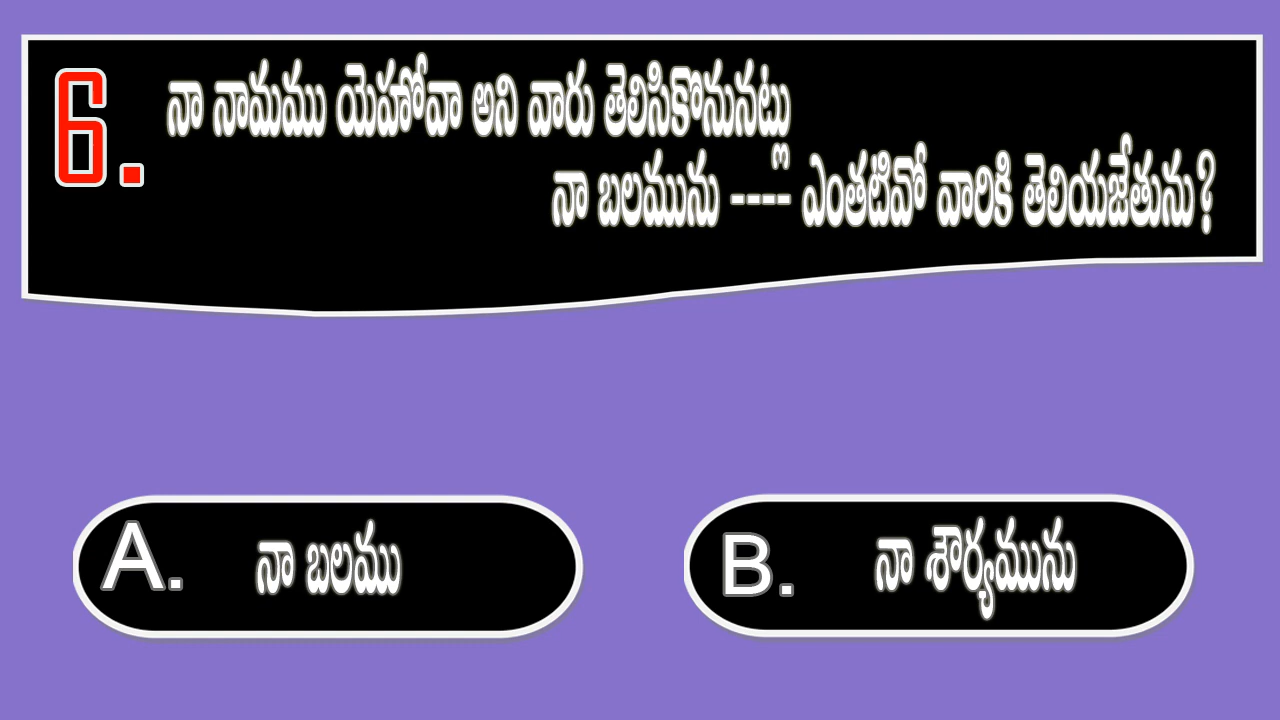 6. నా నామము యెహోవా అని వారు తెలిసికొనునట్లు
నా బలమును ---- ఎంతటివో వారికి తెలియజేతును?
A. నా బలము
B. నా శౌర్యమును